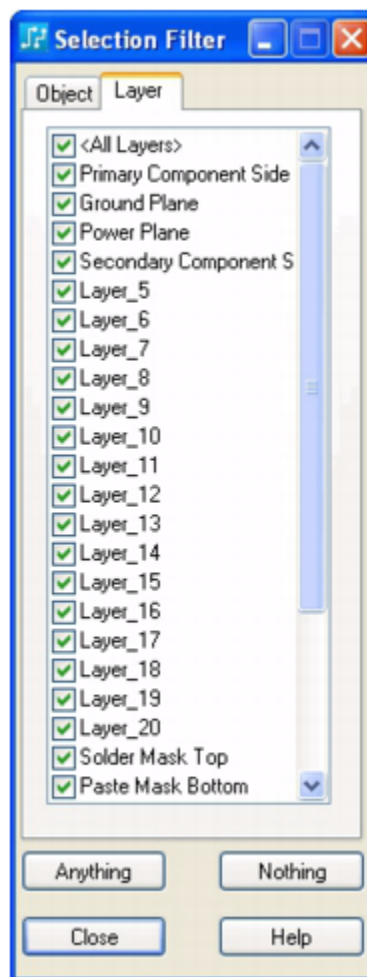 Selection Filter
Object Layer
<All Layers>
Primary Component Side
Ground Plane
Power Plane
Secondary Component S
Layer_5
Layer_6
Layer_7
Layer_8
Layer_9
Layer_10
Layer_11
Layer_12
Layer_13
Layer_14
Layer_15
Layer_16
Layer_17
Layer_18
Layer_19
Layer_20
Solder Mask Top
Paste Mask Bottom
Anything Nothing
Close Help